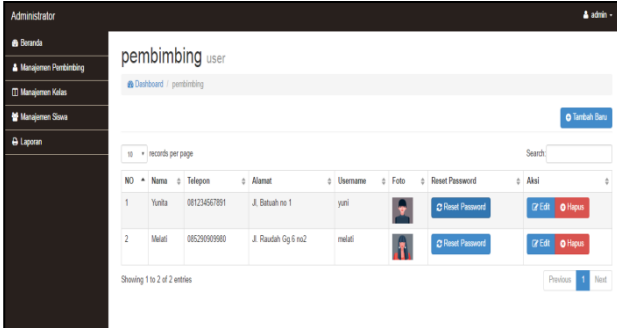 Administrator
admin
Beranda
Manajemen Pembimbing
Manajemen Kelas
Manajemen Siswa
Laporan
pembimbing user
Dashboard / pembimbing
Tambah Baru
10 records per page
Search:
NO Nama Telepon Alamat Username Foto Reset Password Aksi
1 Yunita 081234567891 Jl, Batuah no 1 yuni Reset Password Edit Hapus
2 Melati 085290909980 Jl. Raudah Gg.6 no2 melati Reset Password Edit Hapus
Showing 1 to 2 of 2 entries
Previous 1 Next